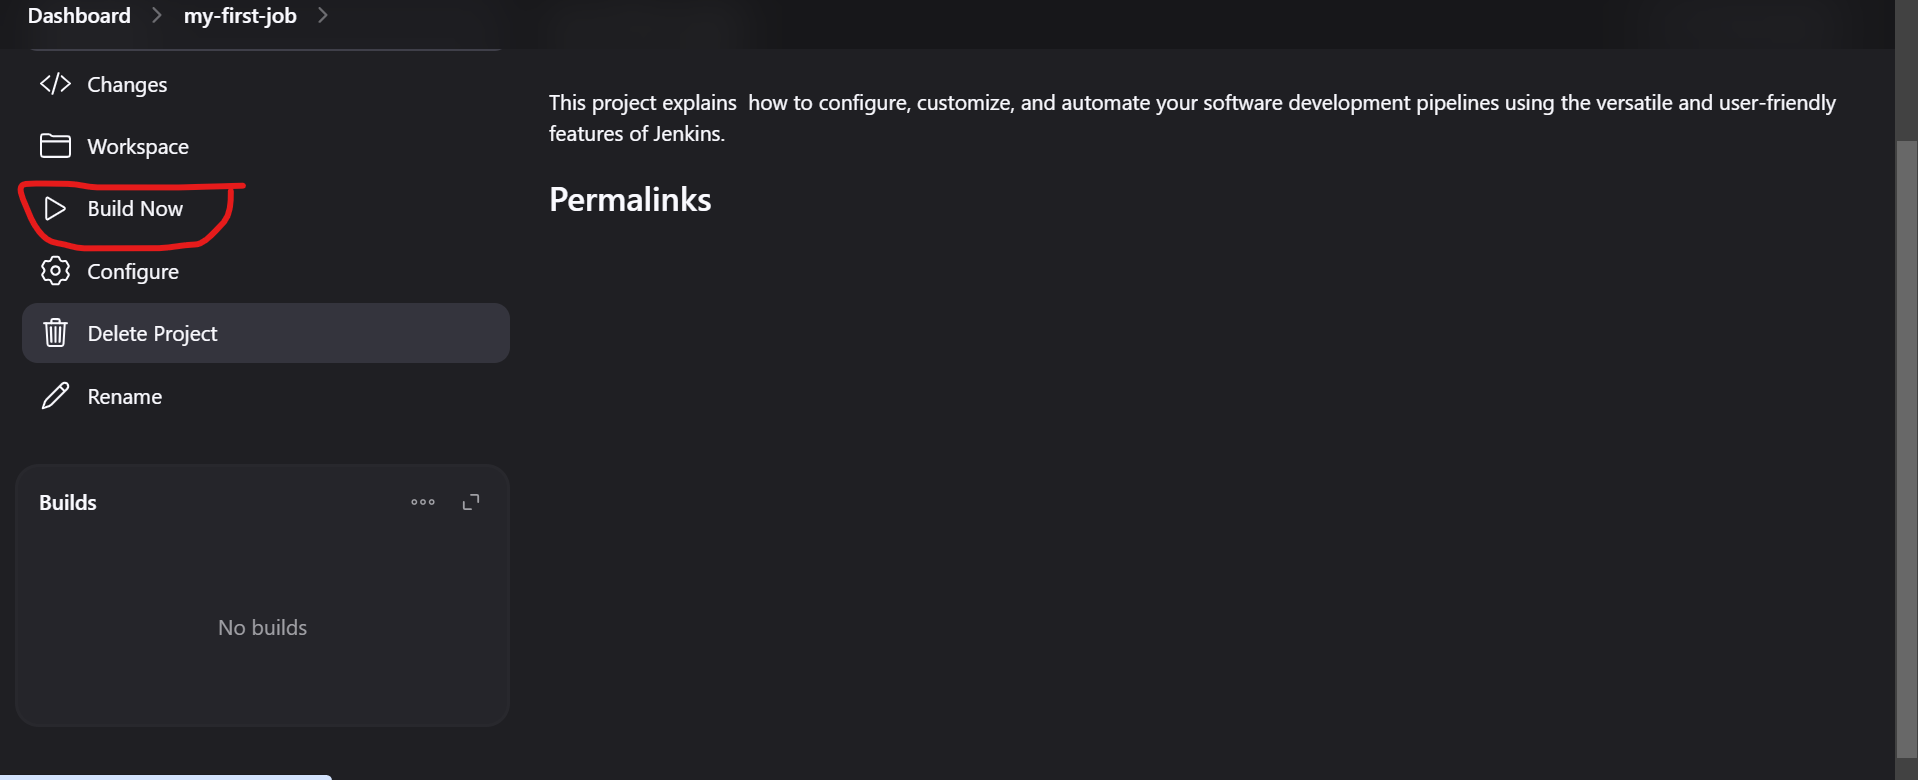 Dashboard > my-first-job >
Changes
Workspace
Build Now
Configure
Delete Project
Rename
Builds
No builds
This project explains  how to configure, customize, and automate your software development pipelines using the versatile and user-friendly
features of Jenkins.
Permalinks